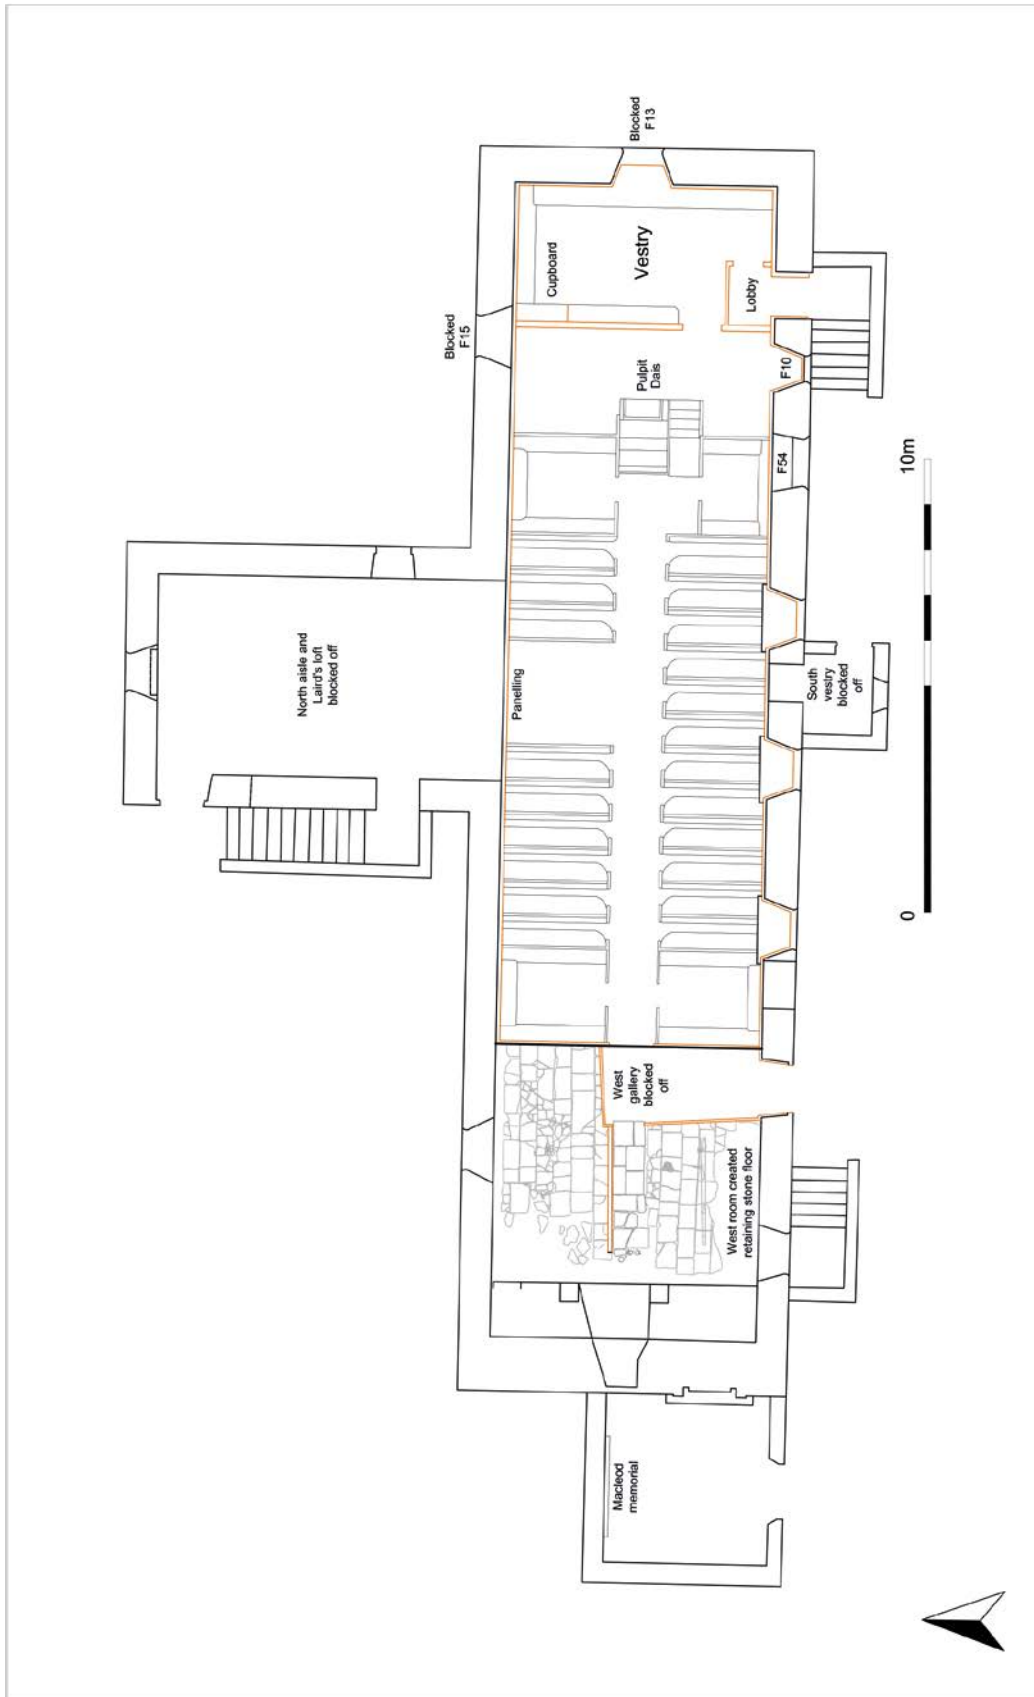 Blocked
F13
Blocked
F15
Cupboard
Vestry
Lobby
Pulpit
Dais
F10
F54
10m
North aisle and
Laird's loft
blocked off
Panelling
South
vestry
blocked
off
0
West
gallery
blocked
off
West room created
retaining stone floor
Macleod
memorial